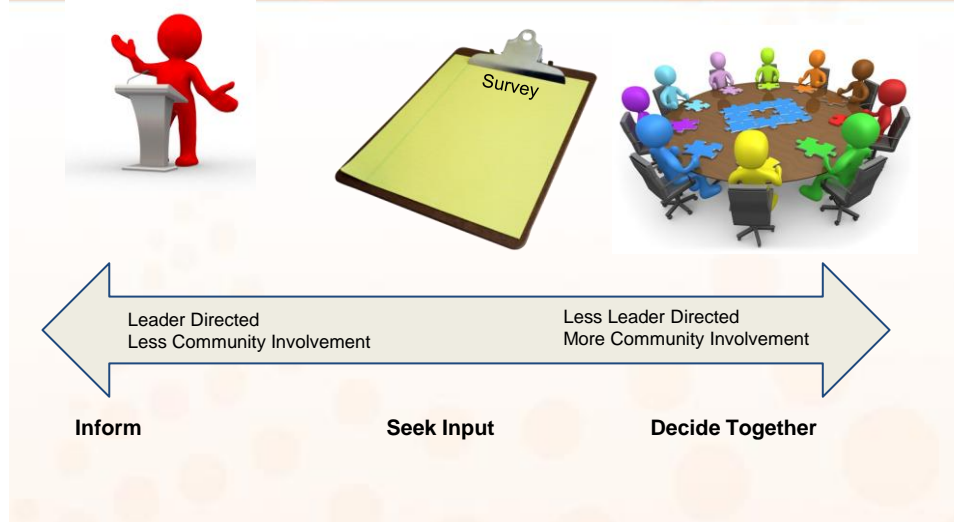 Survey
Leader Directed
Less Community Involvement
Less Leader Directed
More Community Involvement
Inform
Seek Input
Decide Together